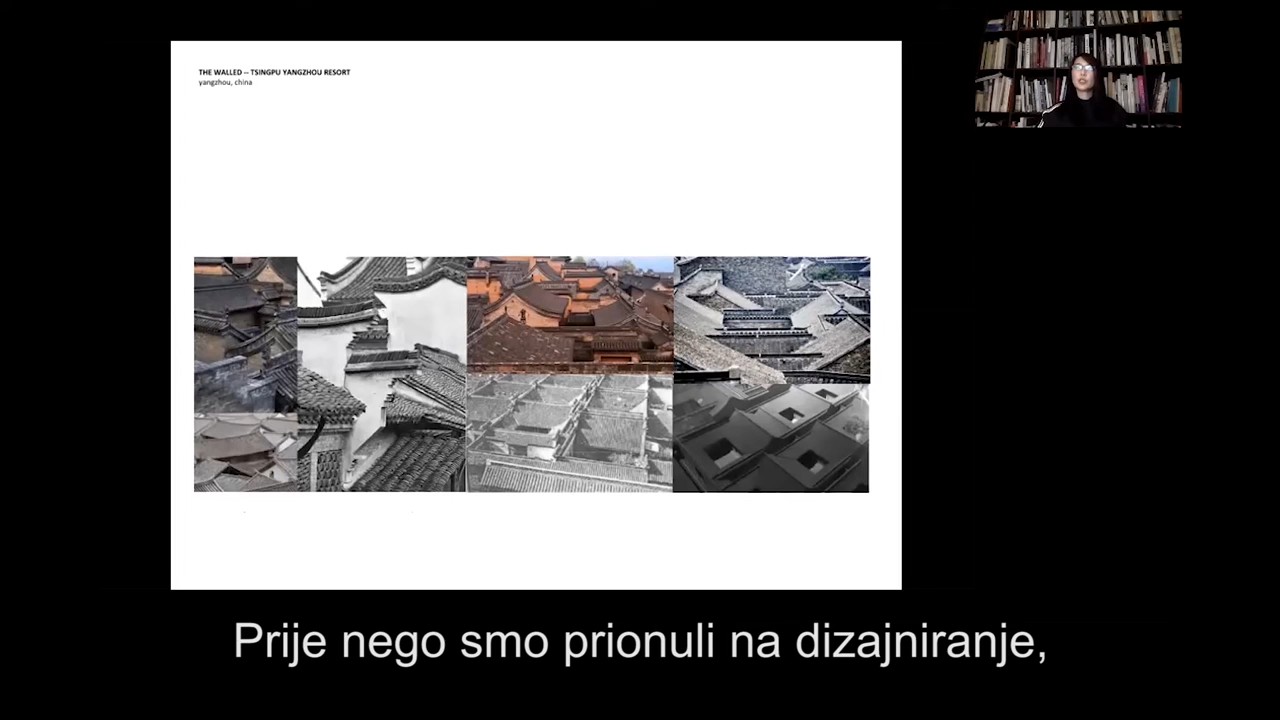 THE WALLED -- TSINGPU YANGZHOU RESORT
yangzhou, china
Prije nego smo prionuli na dizajniranje,